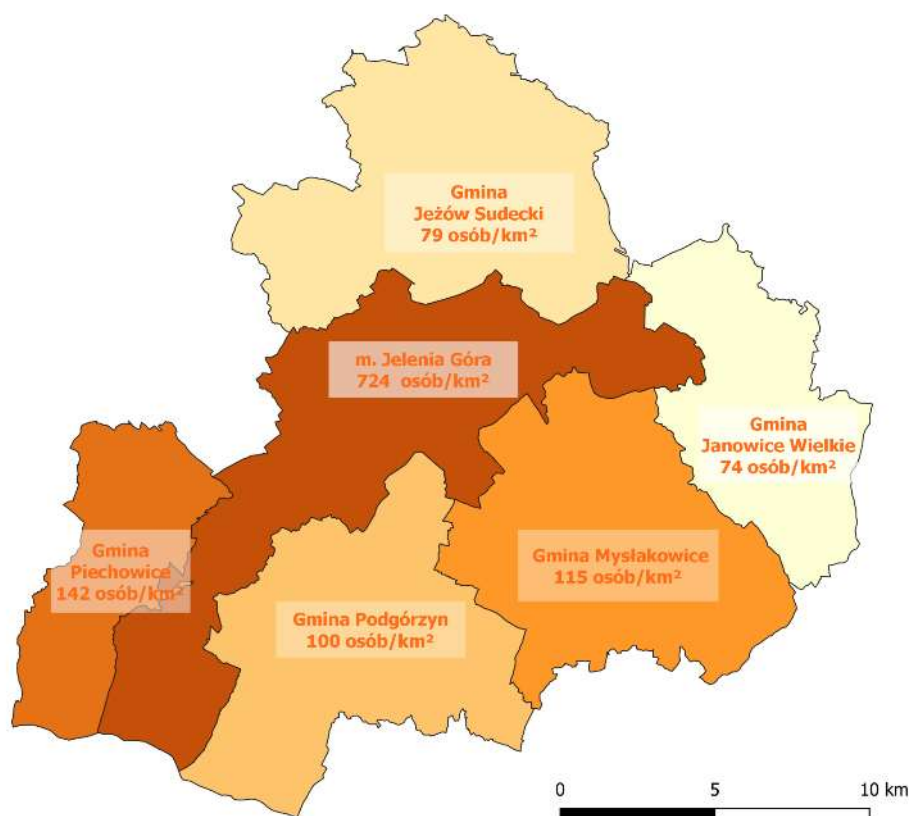 Gmina
Jeżów Sudecki
79 osób/km²
m. Jelenia Góra
724 osób/km²
Gmina
Janowice Wielkie
74 osób/km²
Gmina
Piechowice
142 osób/km²
Gmina Mysłakowice
115 osób/km²
Gmina Podgórzyn
100 osób/km²
0 5 10 km